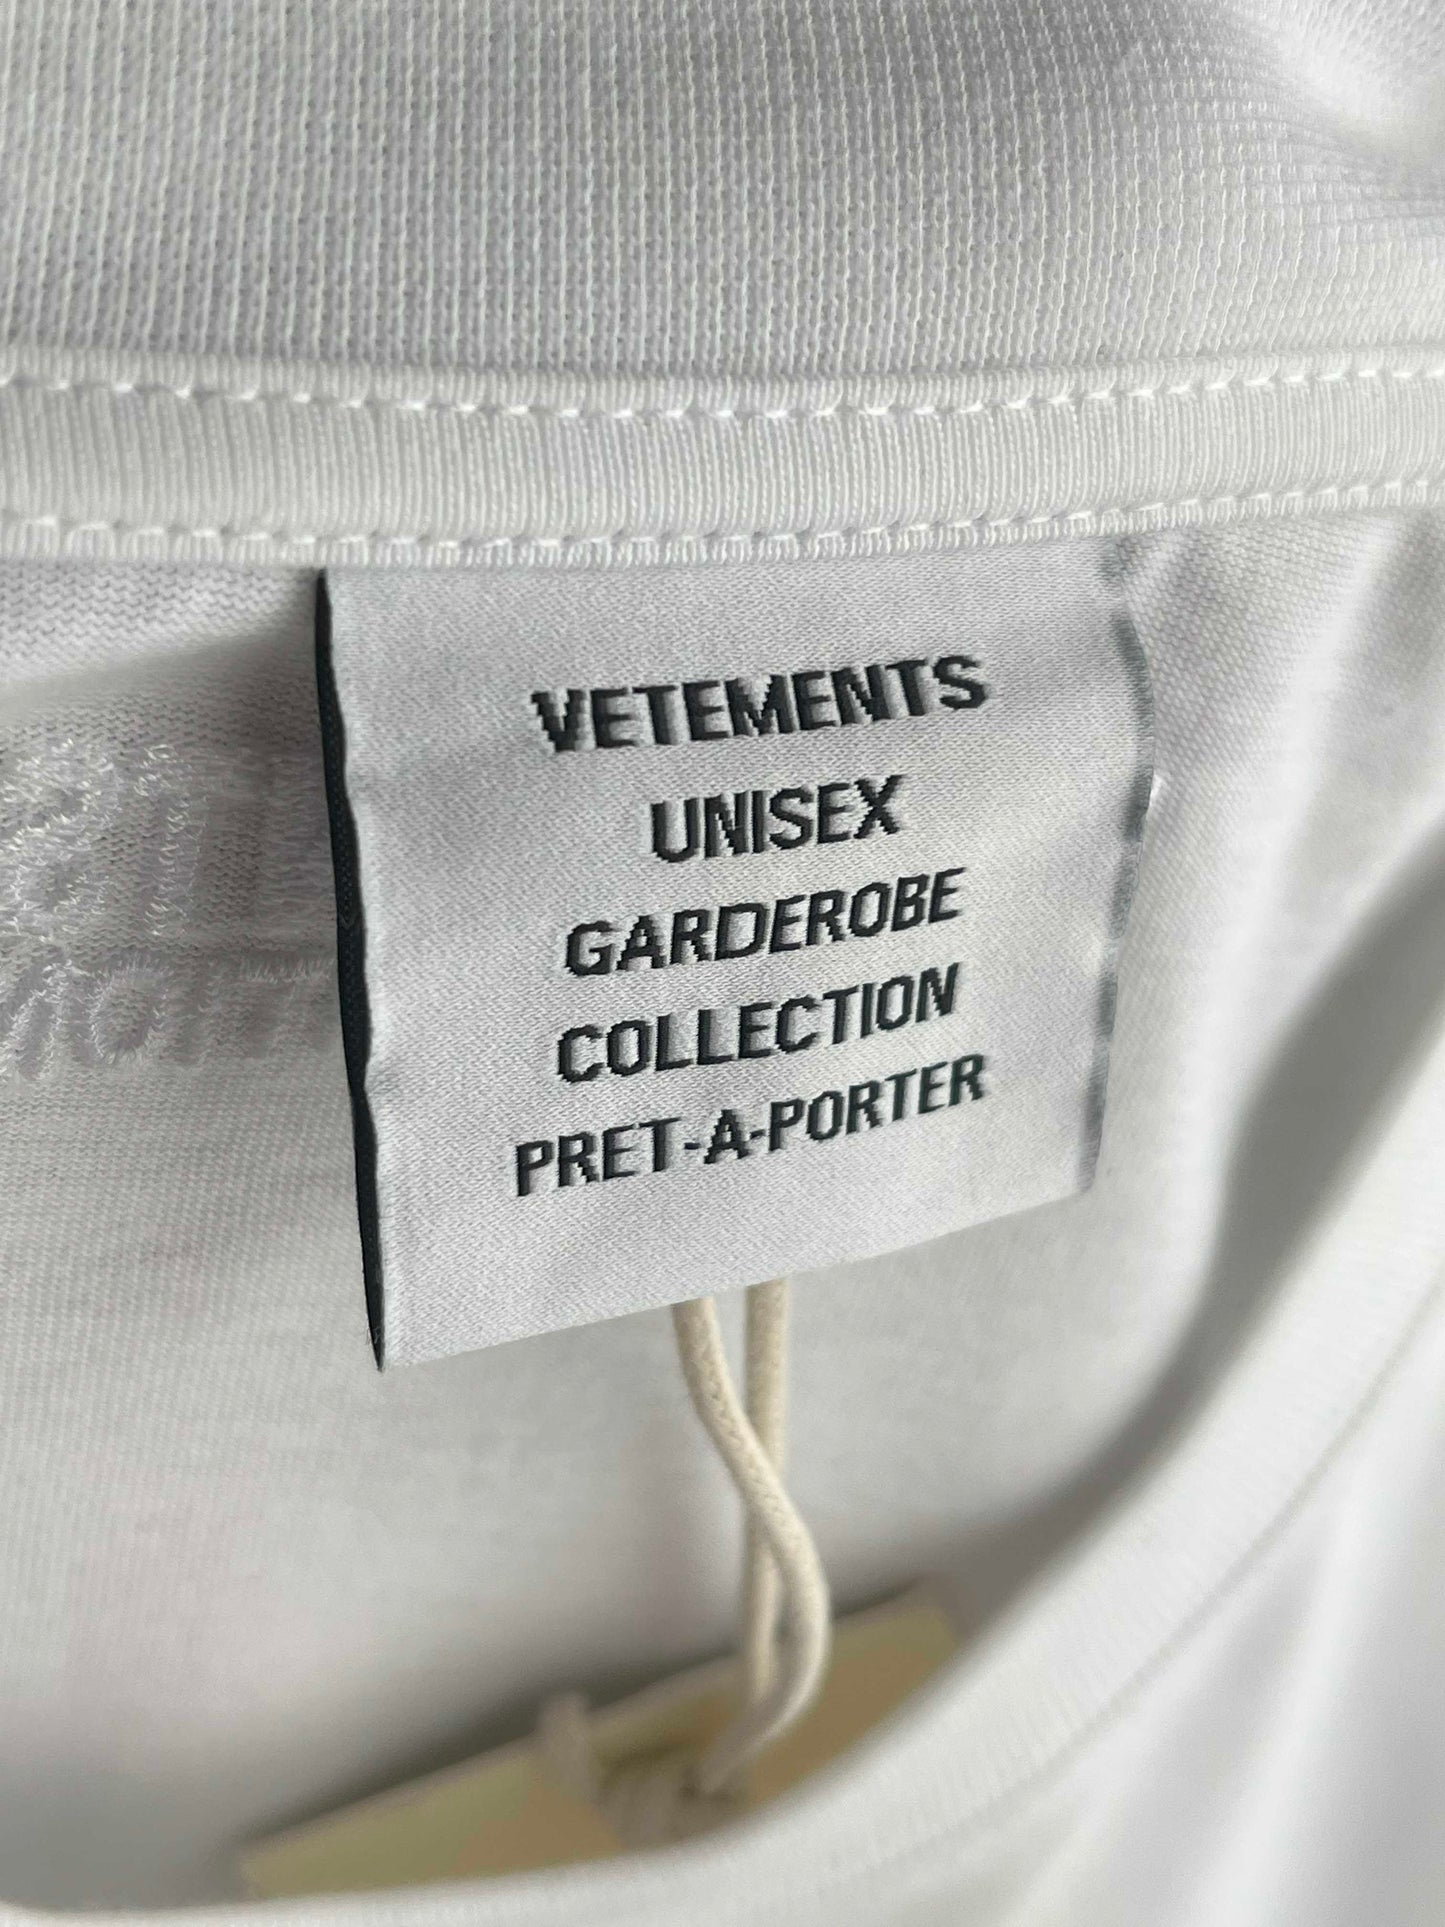 VETEMENTS
UNISEX
GARDEROBE
COLLECTION
PRET-A-PORTER